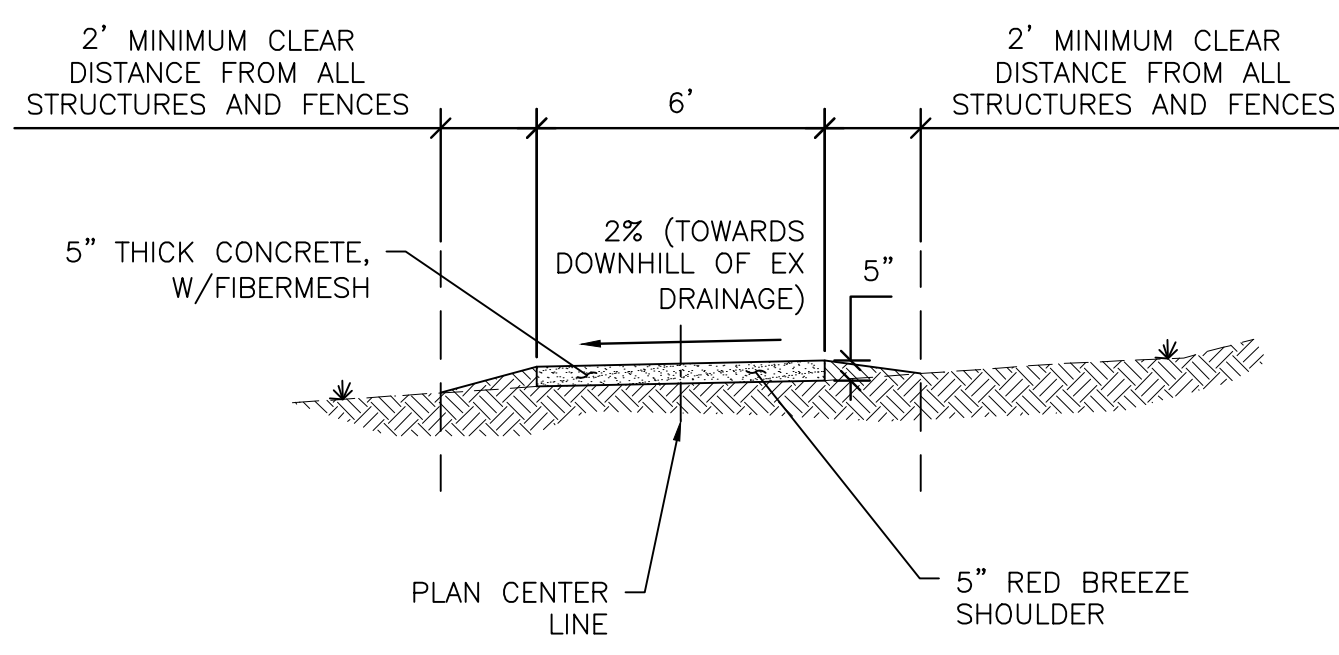 2' MINIMUM CLEAR
DISTANCE FROM ALL
STRUCTURES AND FENCES
6'
2' MINIMUM CLEAR
DISTANCE FROM ALL
STRUCTURES AND FENCES
5" THICK CONCRETE,
W/FIBERMESH
2% (TOWARDS
DOWNHILL OF EX
DRAINAGE)
5"
PLAN CENTER
LINE
5" RED BREEZE
SHOULDER